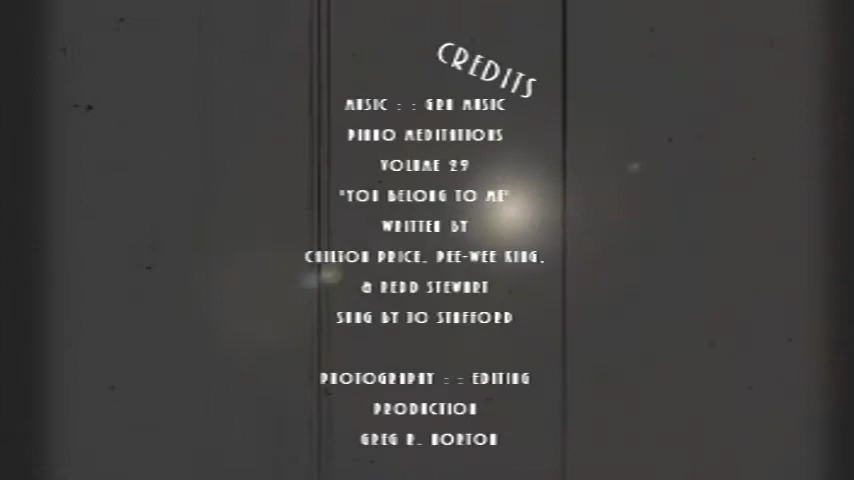 CREDITS
MUSIC : : GRN MUSIC
PIANO MEDITATIONS
VOLUME 29
"YOU BELONG TO ME"
WRITTEN BY
CHILTON PRICE, PEE-WEE KING,
& REDD STEWART
SUNG BY JO STAFFORD
PHOTOGRAPHY : : EDITING
PRODUCTION
GREG R. NORTON